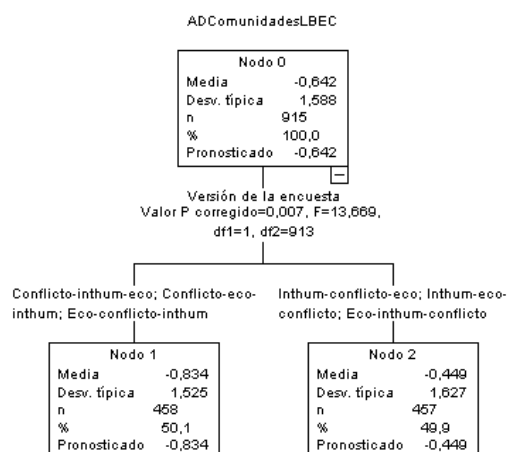 ADComunidadesLBEC
Nodo 0
Media -0,642
Desv. típica 1,588
n 915
% 100,0
Pronosticado -0,642
Versión de la encuesta
Valor P corregido=0,007, F=13,669,
df1=1, df2=913
Conflicto-inthum-eco; Conflicto-eco-
inthum; Eco-conflicto-inthum
Inthum-conflicto-eco; Inthum-eco-
conflicto; Eco-inthum-conflicto
Nodo 1
Media -0,834
Desv. típica 1,525
n 458
% 50,1
Pronosticado -0,834
Nodo 2
Media -0,449
Desv. típica 1,627
n 457
% 49,9
Pronosticado -0,449